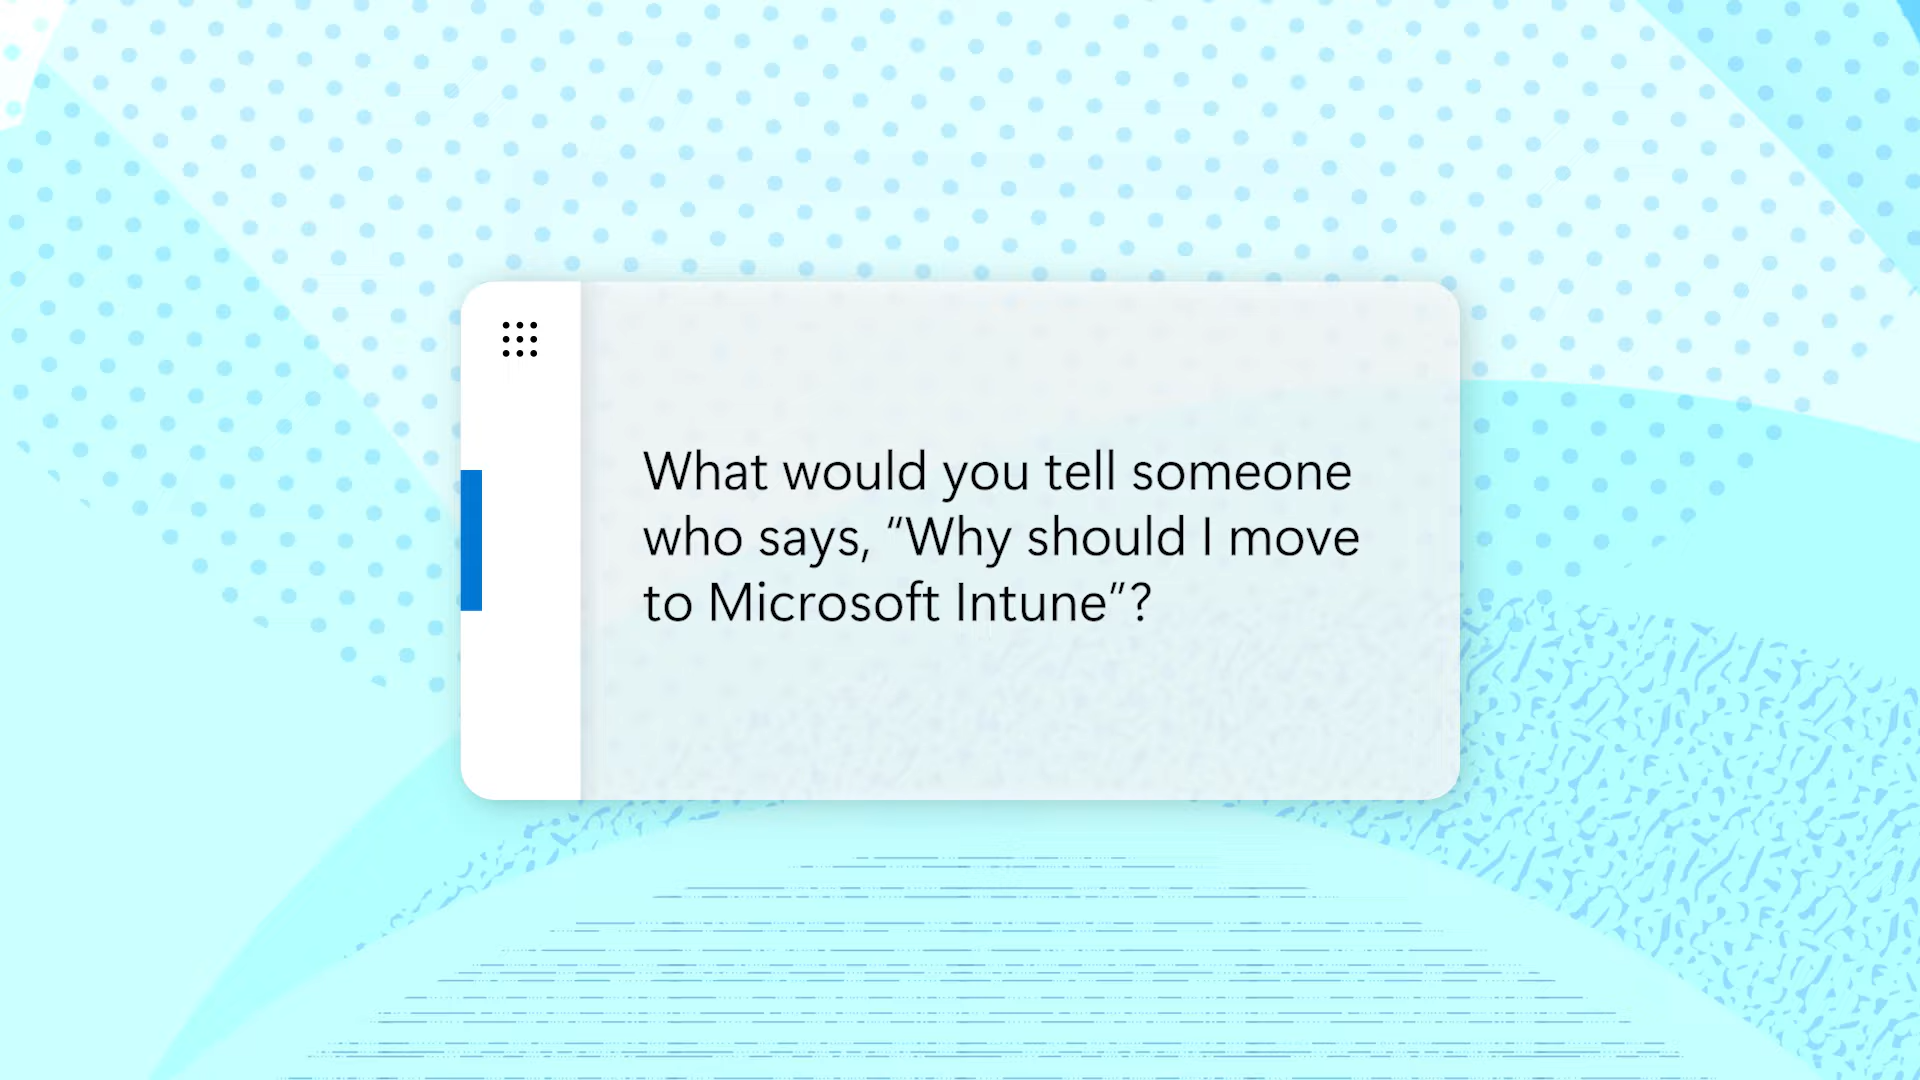 What would you tell someone
who says, “Why should I move
to Microsoft Intune”?